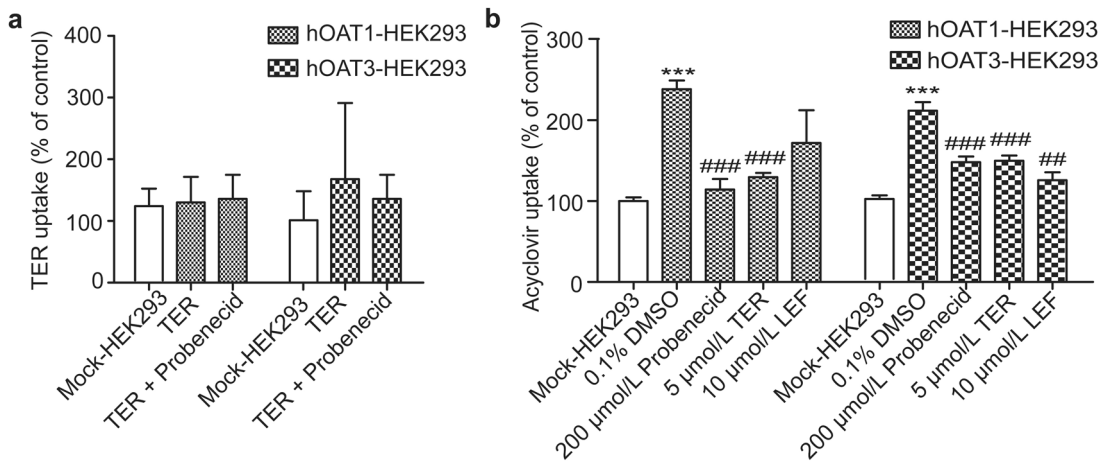 a
TER uptake (% of control)
400
300
200
100
0
hOAT1-HEK293
hOAT3-HEK293
Mock-HEK293
TER
TER + Probenecid
Mock-HEK293
TER
TER + Probenecid
b
Acyclovir uptake (% of control)
300
200
100
0
hOAT1-HEK293
hOAT3-HEK293
***
###
###
***
###
###
##
Mock-HEK293
0.1% DMSO
200 μmol/L Probenecid
5 μmol/L TER
10 μmol/L LEF
Mock-HEK293
0.1% DMSO
200 μmol/L Probenecid
5 μmol/L TER
10 μmol/L LEF